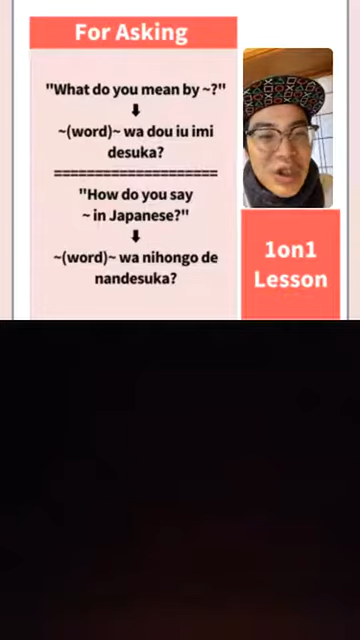 For Asking
"What do you mean by ~?"
⬇
~(word)~ wa dou iu imi
desuka?
====================
"How do you say
~ in Japanese?"
⬇
~(word)~ wa nihongo de
nandesuka?
1on1
Lesson